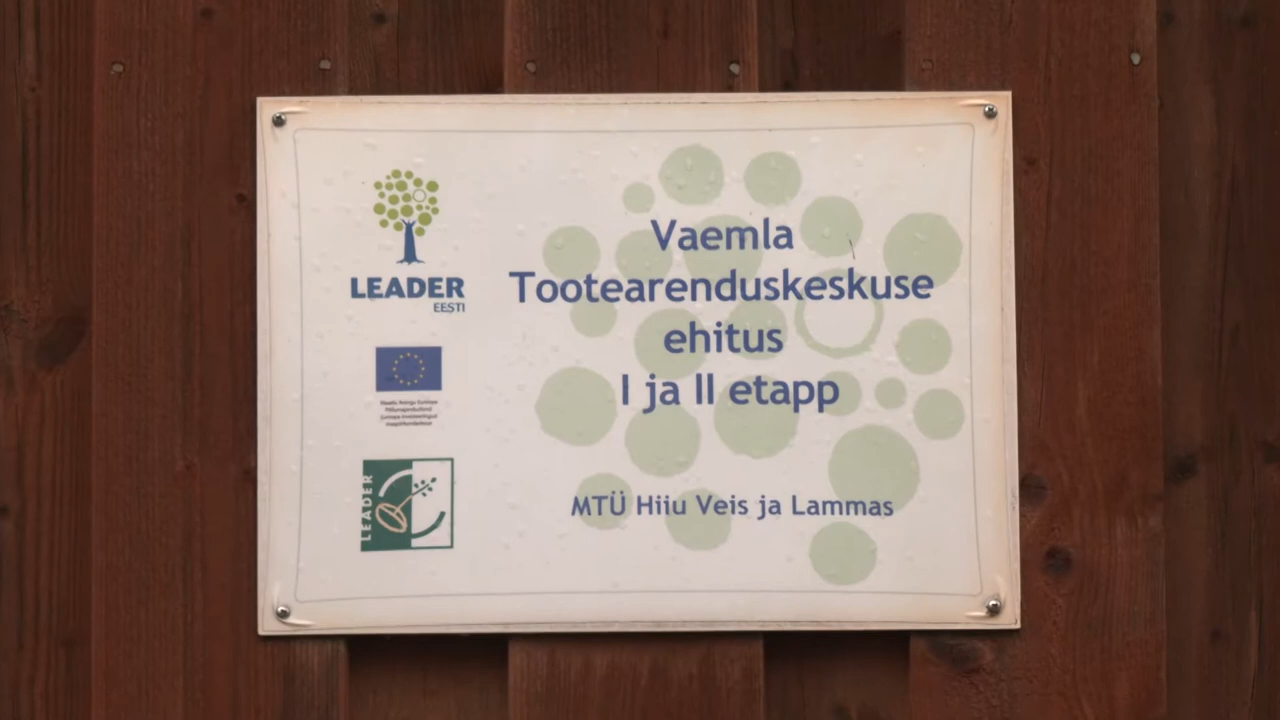 LEADER
EESTI
LEADER
Vaemla
Tootearenduskeskuse
ehitus
I ja II etapp
MTÜ Hiiu Veis ja Lammas